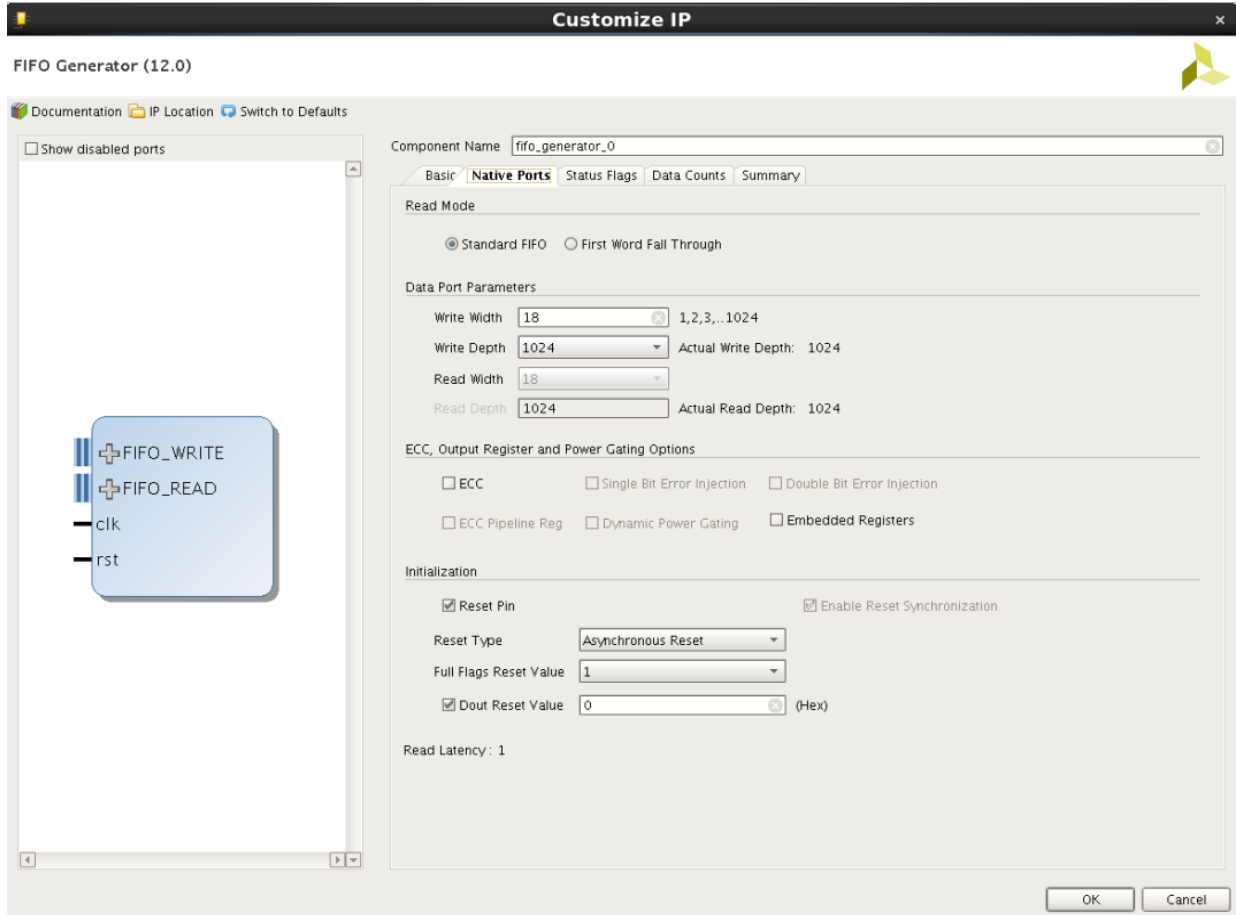 Customize IP
FIFO Generator (12.0)
Documentation IP Location Switch to Defaults
Show disabled ports
Component Name fifo_generator_0
Basic Native Ports Status Flags Data Counts Summary
Read Mode
Standard FIFO First Word Fall Through
Data Port Parameters
Write Width 18 1,2,3,..1024
Write Depth 1024 Actual Write Depth: 1024
Read Width 18
Read Depth 1024 Actual Read Depth: 1024
ECC, Output Register and Power Gating Options
ECC Single Bit Error Injection Double Bit Error Injection
ECC Pipeline Reg Dynamic Power Gating Embedded Registers
Initialization
Reset Pin Enable Reset Synchronization
Reset Type Asynchronous Reset
Full Flags Reset Value 1
Dout Reset Value 0 (Hex)
Read Latency : 1
FIFO_WRITE
FIFO_READ
clk
rst
OK Cancel